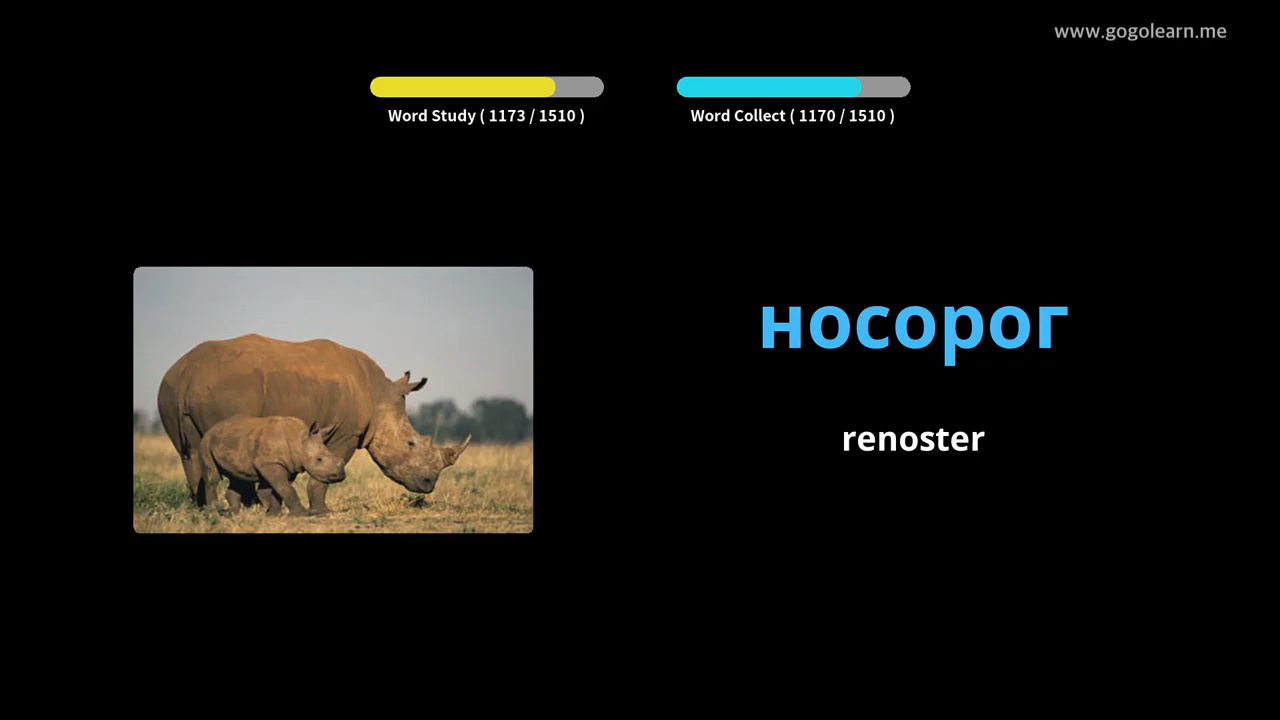 www.gogolearn.me
Word Study ( 1173 / 1510 )
Word Collect ( 1170 / 1510 )
носорог
renoster